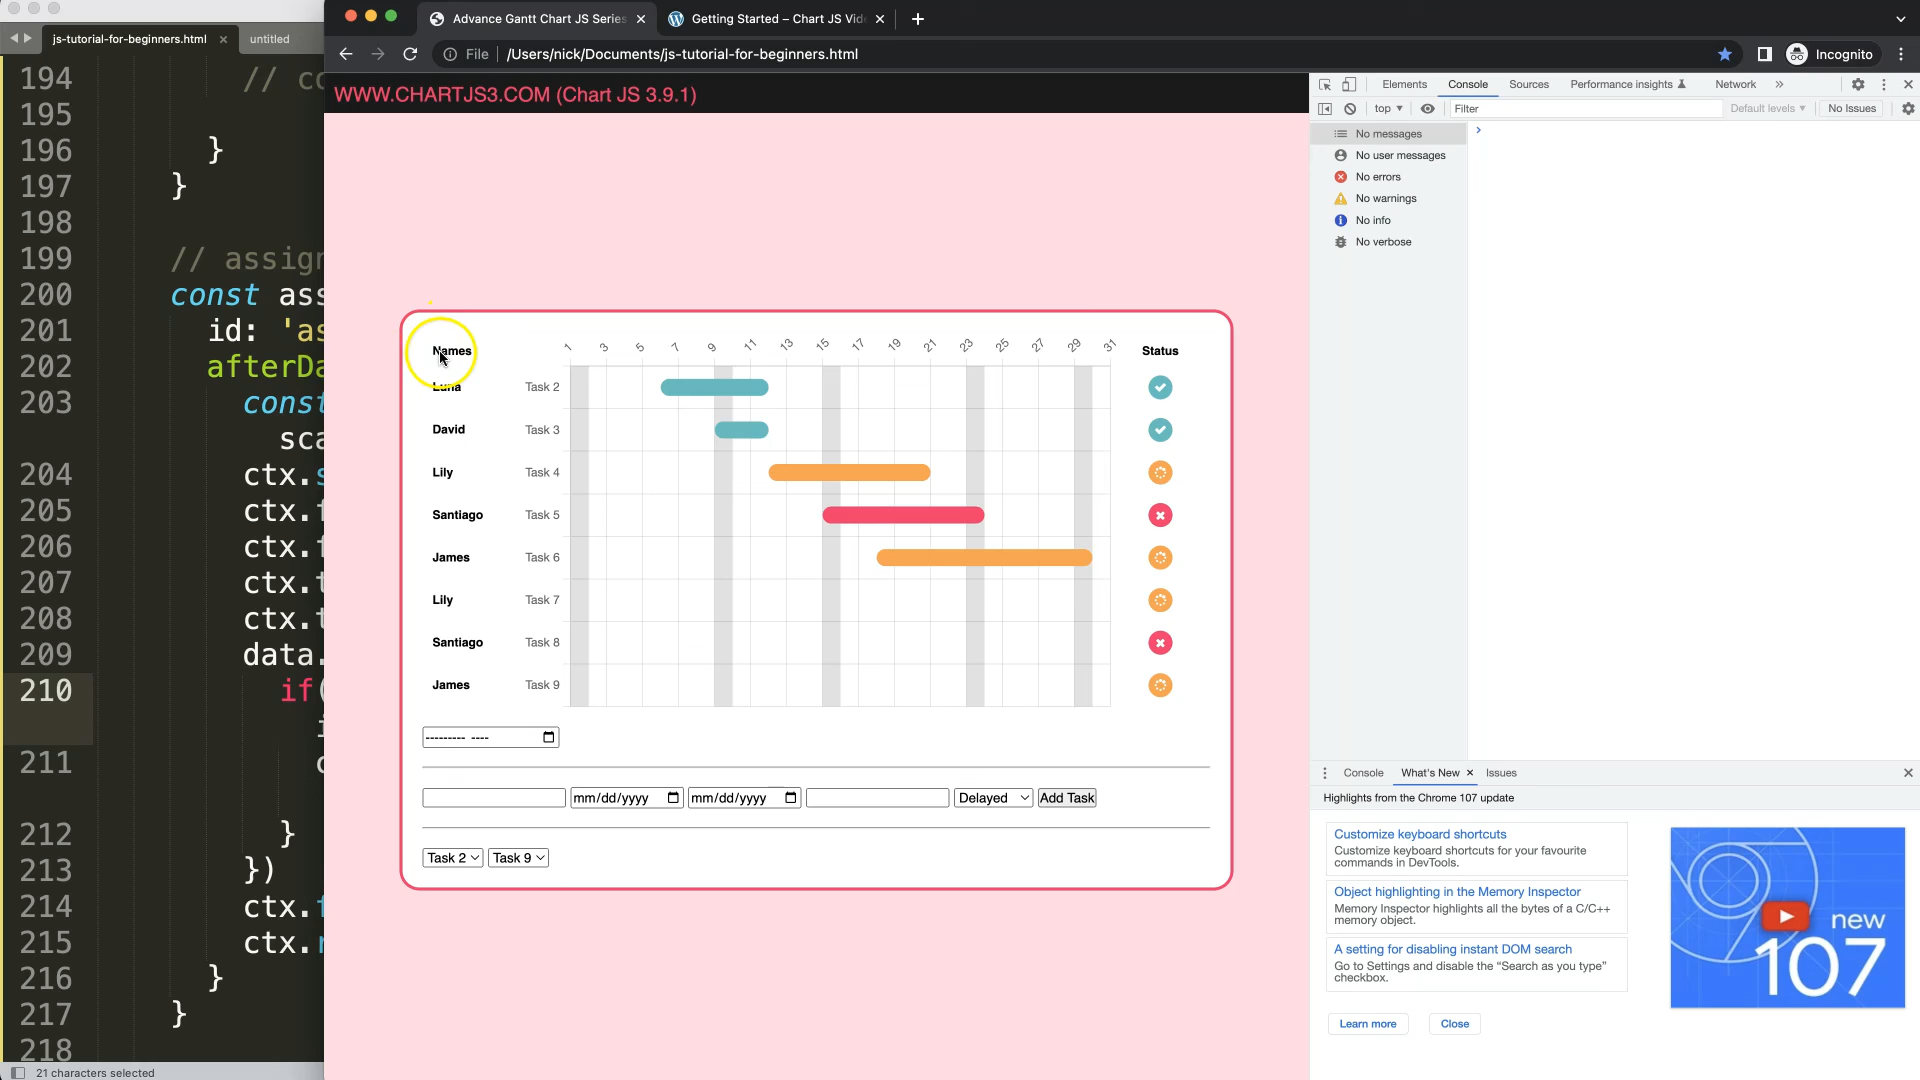 js-tutorial-for-beginners.html
untitled
194 // co
195
196 }
197 }
198
199 // assign
200 const ass
201 id: 'as
202 afterDa
203 const
sca
204 ctx.s
205 ctx.f
206 ctx.f
207 ctx.t
208 ctx.t
209 data.
210 if(
i
211 c
212 }
213 })
214 ctx.f
215 ctx.r
216 }
217 }
218
21 characters selected
Advance Gantt Chart JS Series
Getting Started – Chart JS Vid
File /Users/nick/Documents/js-tutorial-for-beginners.html
Incognito
WWW.CHARTJS3.COM (Chart JS 3.9.1)
Names 1 3 5 7 9 11 13 15 17 19 21 23 25 27 29 31 Status
Luna Task 2
David Task 3
Lily Task 4
Santiago Task 5
James Task 6
Lily Task 7
Santiago Task 8
James Task 9
--------- ----
mm/dd/yyyy mm/dd/yyyy Delayed Add Task
Task 2 Task 9
Elements Console Sources Performance insights Network »
top Filter Default levels No Issues
No messages
No user messages
No errors
No warnings
No info
No verbose
Console What's New Issues
Highlights from the Chrome 107 update
Customize keyboard shortcuts
Customize keyboard shortcuts for your favourite
commands in DevTools.
Object highlighting in the Memory Inspector
Memory Inspector highlights all the bytes of a C/C++
memory object.
A setting for disabling instant DOM search
Go to Settings and disable the “Search as you type”
checkbox.
Learn more Close
new
107